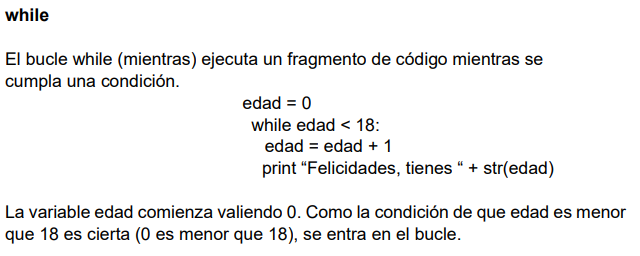 while
El bucle while (mientras) ejecuta un fragmento de código mientras se
cumpla una condición.
edad = 0
while edad < 18:
edad = edad + 1
print “Felicidades, tienes “ + str(edad)
La variable edad comienza valiendo 0. Como la condición de que edad es menor
que 18 es cierta (0 es menor que 18), se entra en el bucle.